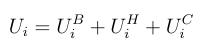 $U_i = U_i^B + U_i^H + U_i^C$